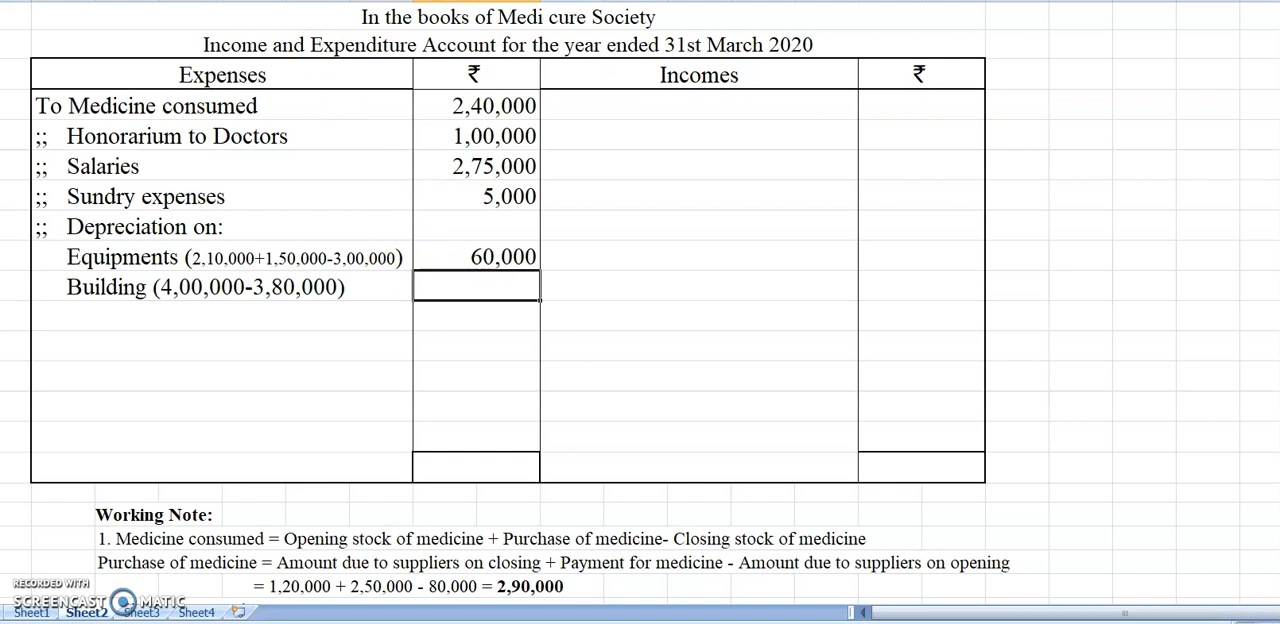 In the books of Medi cure Society
Income and Expenditure Account for the year ended 31st March 2020
Expenses ₹ Incomes ₹
To Medicine consumed 2,40,000
;; Honorarium to Doctors 1,00,000
;; Salaries 2,75,000
;; Sundry expenses 5,000
;; Depreciation on:
Equipments (2,10,000+1,50,000-3,00,000) 60,000
Building (4,00,000-3,80,000)
Working Note:
1. Medicine consumed = Opening stock of medicine + Purchase of medicine- Closing stock of medicine
Purchase of medicine = Amount due to suppliers on closing + Payment for medicine - Amount due to suppliers on opening
= 1,20,000 + 2,50,000 - 80,000 = 2,90,000
RECORDED WITH
SCREENCAST MATIC
Sheet1 Sheet2 Sheet3 Sheet4